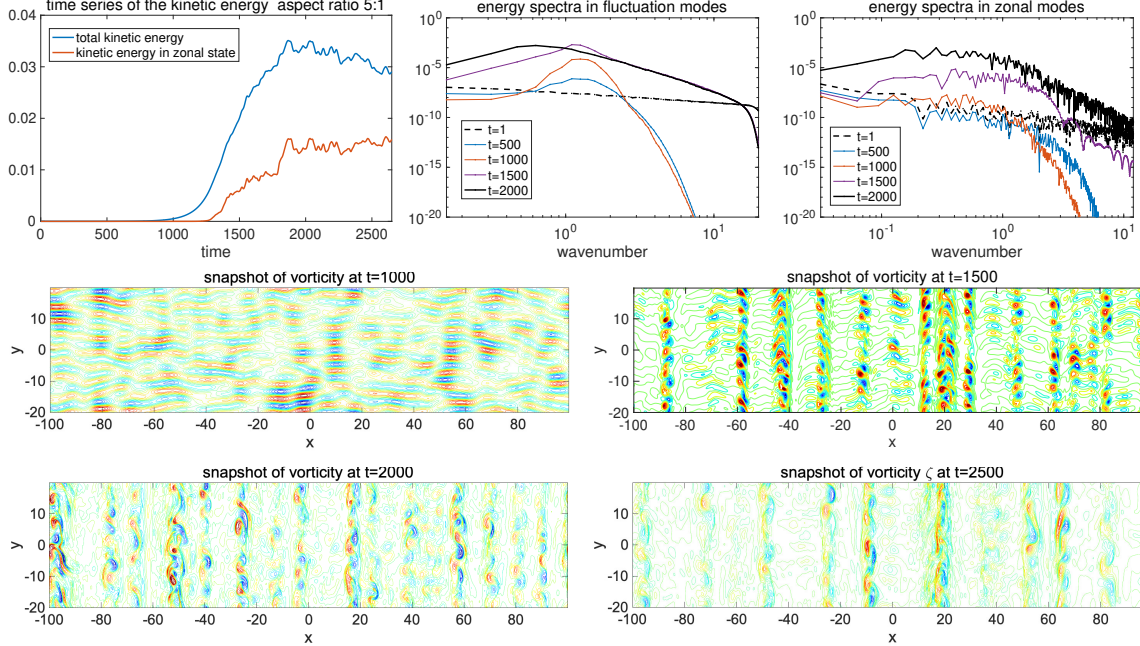 time series of the kinetic energy aspect ratio 5:1
0.04
0.03
0.02
0.01
0
total kinetic energy
kinetic energy in zonal state
0 500 1000 1500 2000 2500
time
energy spectra in fluctuation modes
10^0
10^-5
10^-10
10^-15
10^-20
t=1
t=500
t=1000
t=1500
t=2000
10^0 10^1
wavenumber
energy spectra in zonal modes
10^0
10^-5
10^-10
10^-15
10^-20
t=1
t=500
t=1000
t=1500
t=2000
10^-1 10^0 10^1
wavenumber
snapshot of vorticity at t=1000
y
10
0
-10
-20
-100 -80 -60 -40 -20 0 20 40 60 80
x
snapshot of vorticity at t=1500
y
10
0
-10
-20
-100 -80 -60 -40 -20 0 20 40 60 80
x
snapshot of vorticity at t=2000
y
10
0
-10
-20
-100 -80 -60 -40 -20 0 20 40 60 80
x
snapshot of vorticity ζ at t=2500
y
10
0
-10
-20
-100 -80 -60 -40 -20 0 20 40 60 80
x